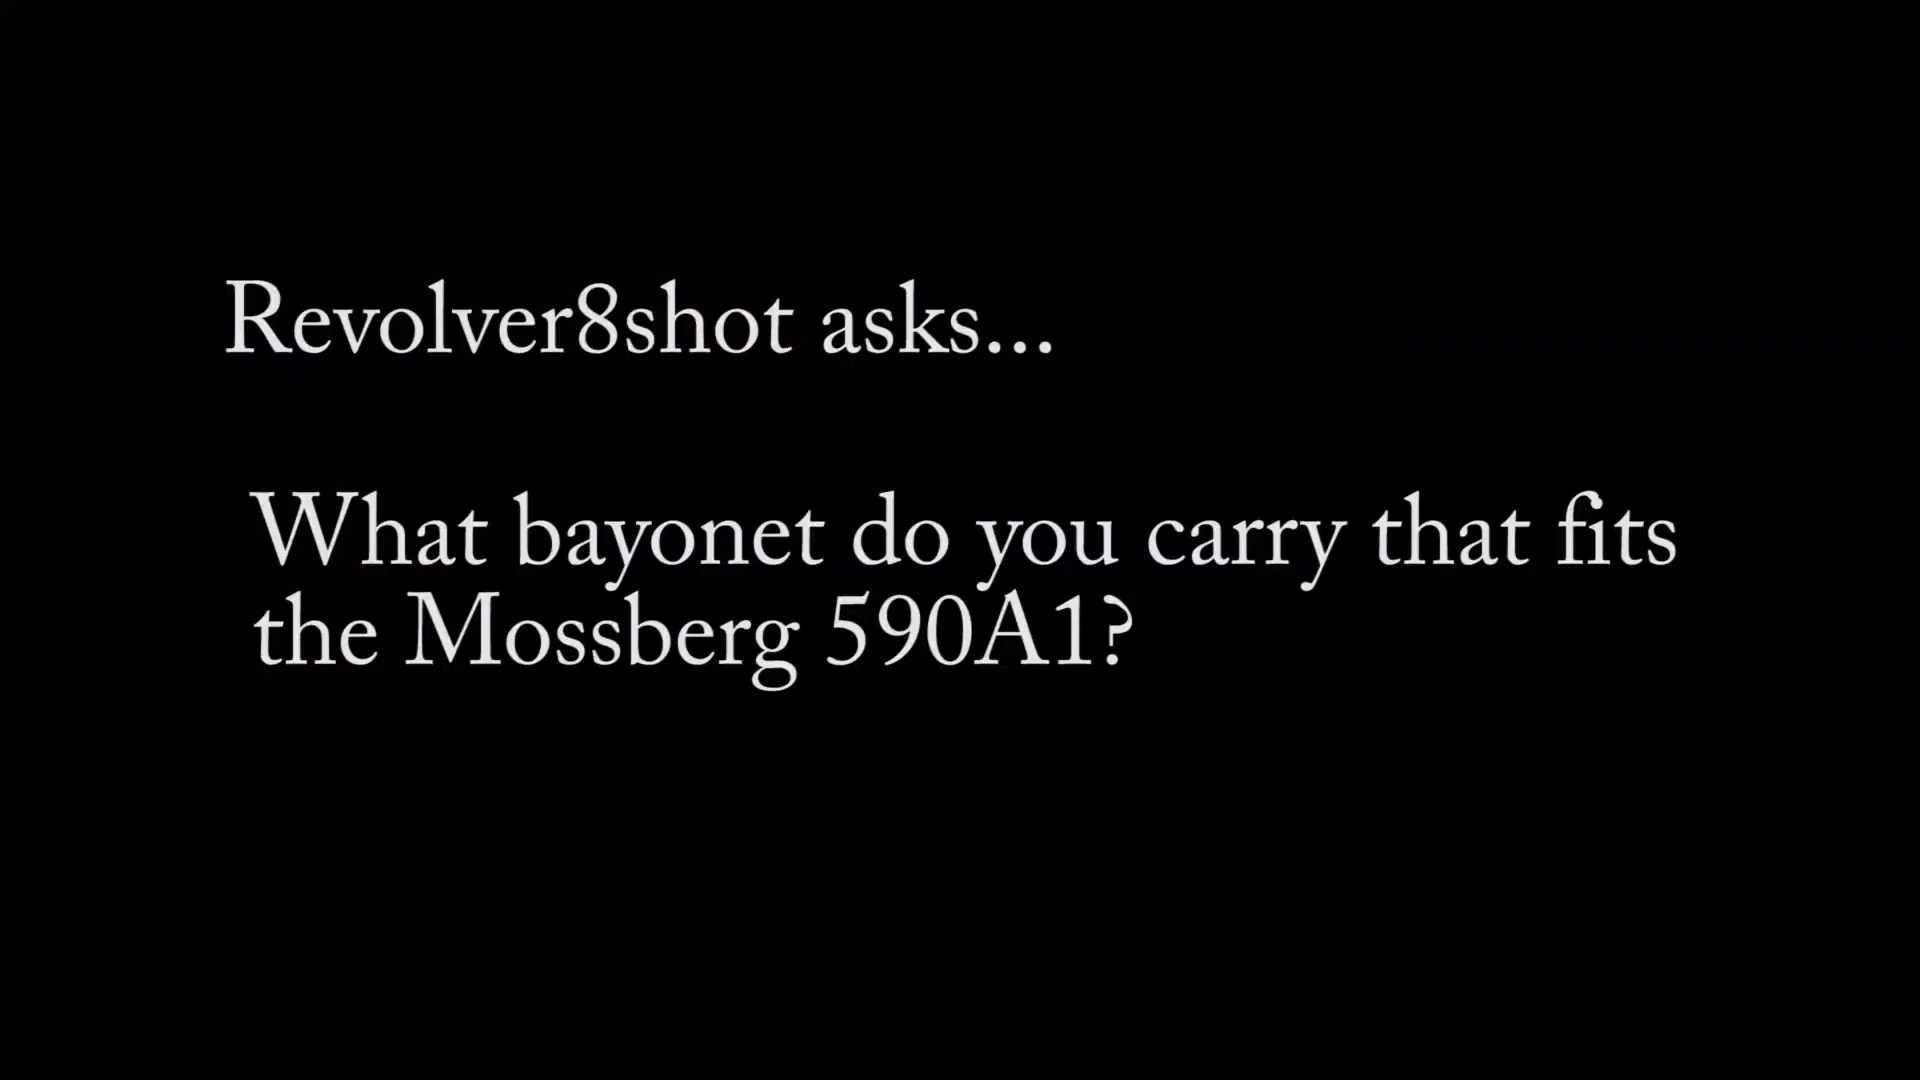 Revolver8shot asks...
What bayonet do you carry that fits
the Mossberg 590A1?